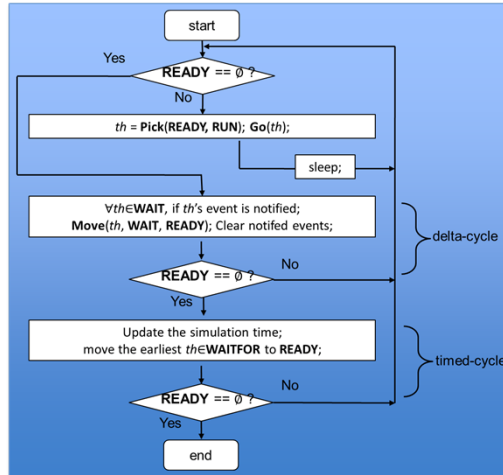 start
Yes
READY == ∅ ?
No
th = Pick(READY, RUN); Go(th);
sleep;
∀th∈WAIT, if th's event is notified;
Move(th, WAIT, READY); Clear notifed events;
delta-cycle
READY == ∅ ?
No
Yes
Update the simulation time;
move the earliest th∈WAITFOR to READY;
timed-cycle
No
READY == ∅ ?
Yes
end